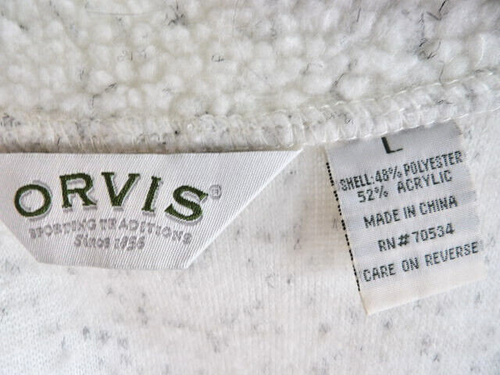 ORVIS®
SPORTING TRADITIONS
Since 1856
L
SHELL:48% POLYESTER
52% ACRYLIC
MADE IN CHINA
RN#70534
CARE ON REVERSE